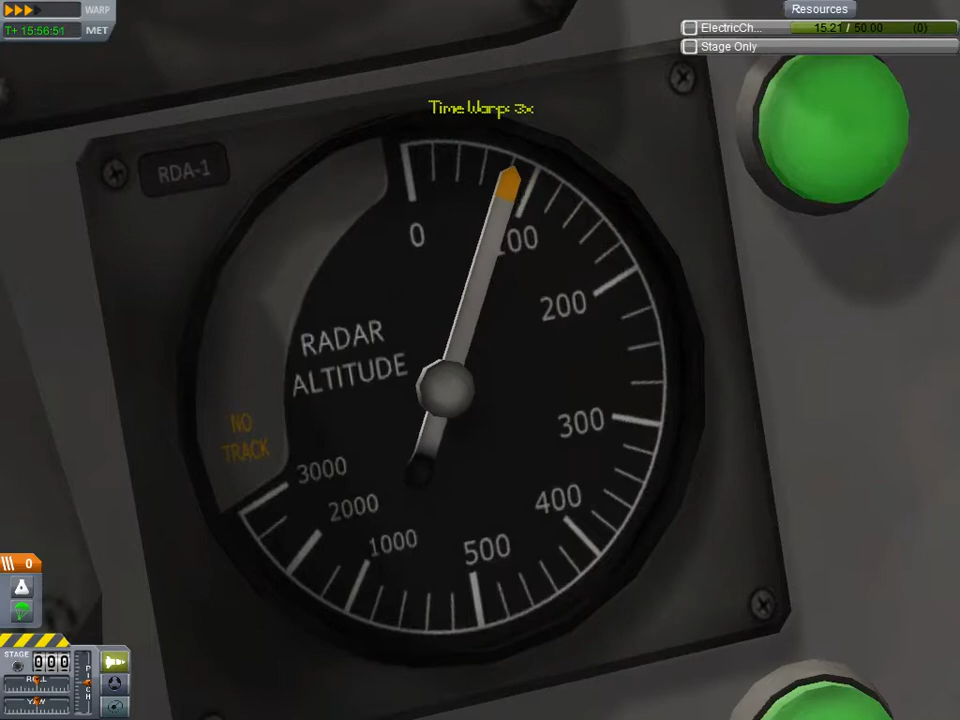 WARP
T+ 15:56:51 MET
Resources
ElectricCh... 15.21 / 50.00 (0)
Stage Only
Time Warp: 3x
RDA-1
0
100
200
RADAR
ALTITUDE
300
NO
TRACK
3000
2000
400
1000
500
0
STAGE
000
ROLL
PITCH
YAW